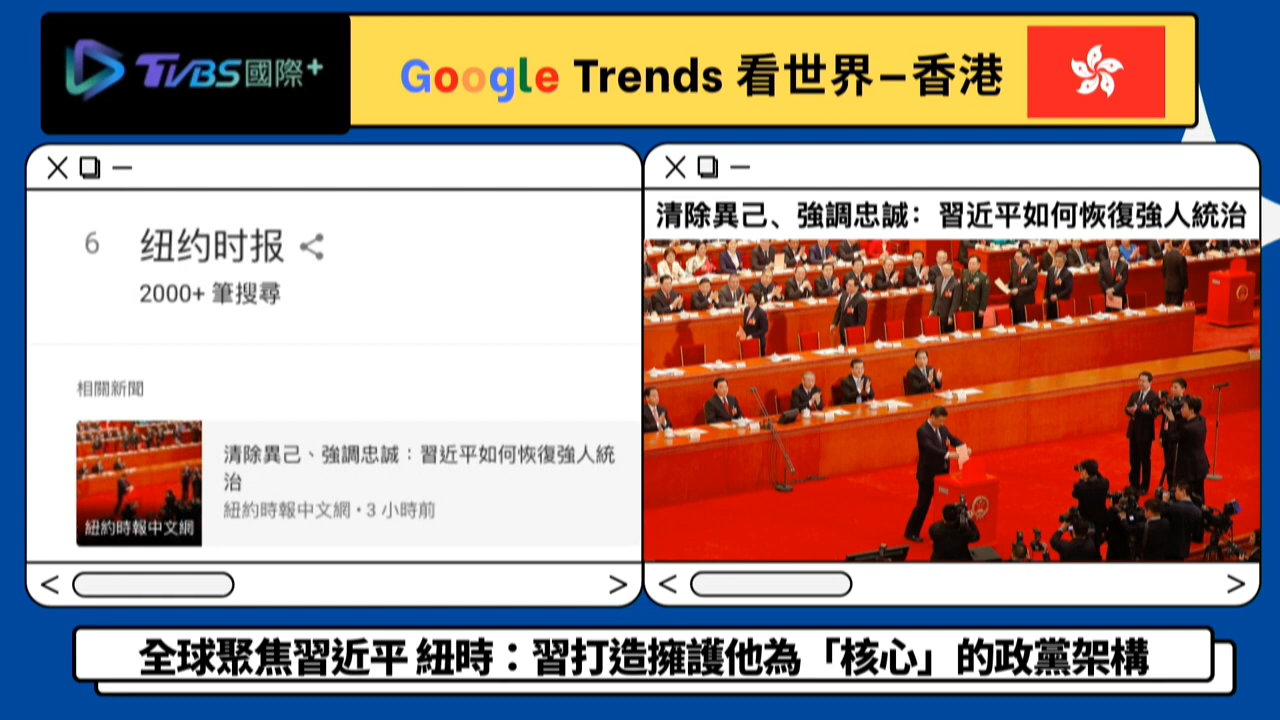 TVBS國際+
Google Trends 看世界–香港
6
纽约时报
2000+ 筆搜尋
相關新聞
紐約時報中文網
清除異己、強調忠誠：習近平如何恢復強人統
治
紐約時報中文網 • 3 小時前
清除異己、強調忠誠：習近平如何恢復強人統治
全球聚焦習近平 紐時：習打造擁護他為「核心」的政黨架構